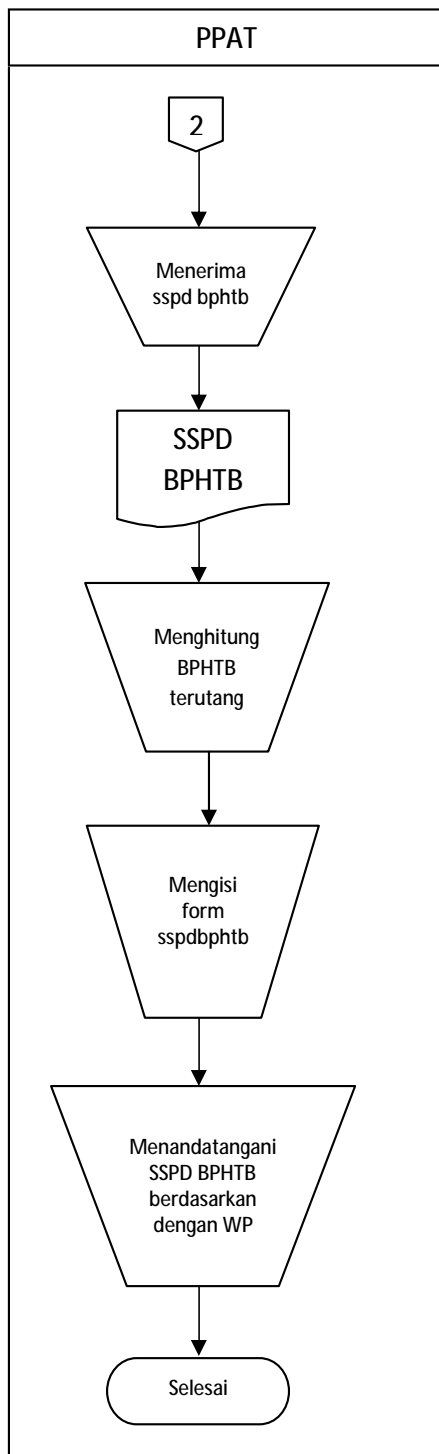 PPAT
2
Menerima
sspd bphtb
SSPD
BPHTB
Menghitung
BPHTB
terutang
Mengisi
form
sspdbphtb
Menandatangani
SSPD BPHTB
berdasarkan
dengan WP
Selesai